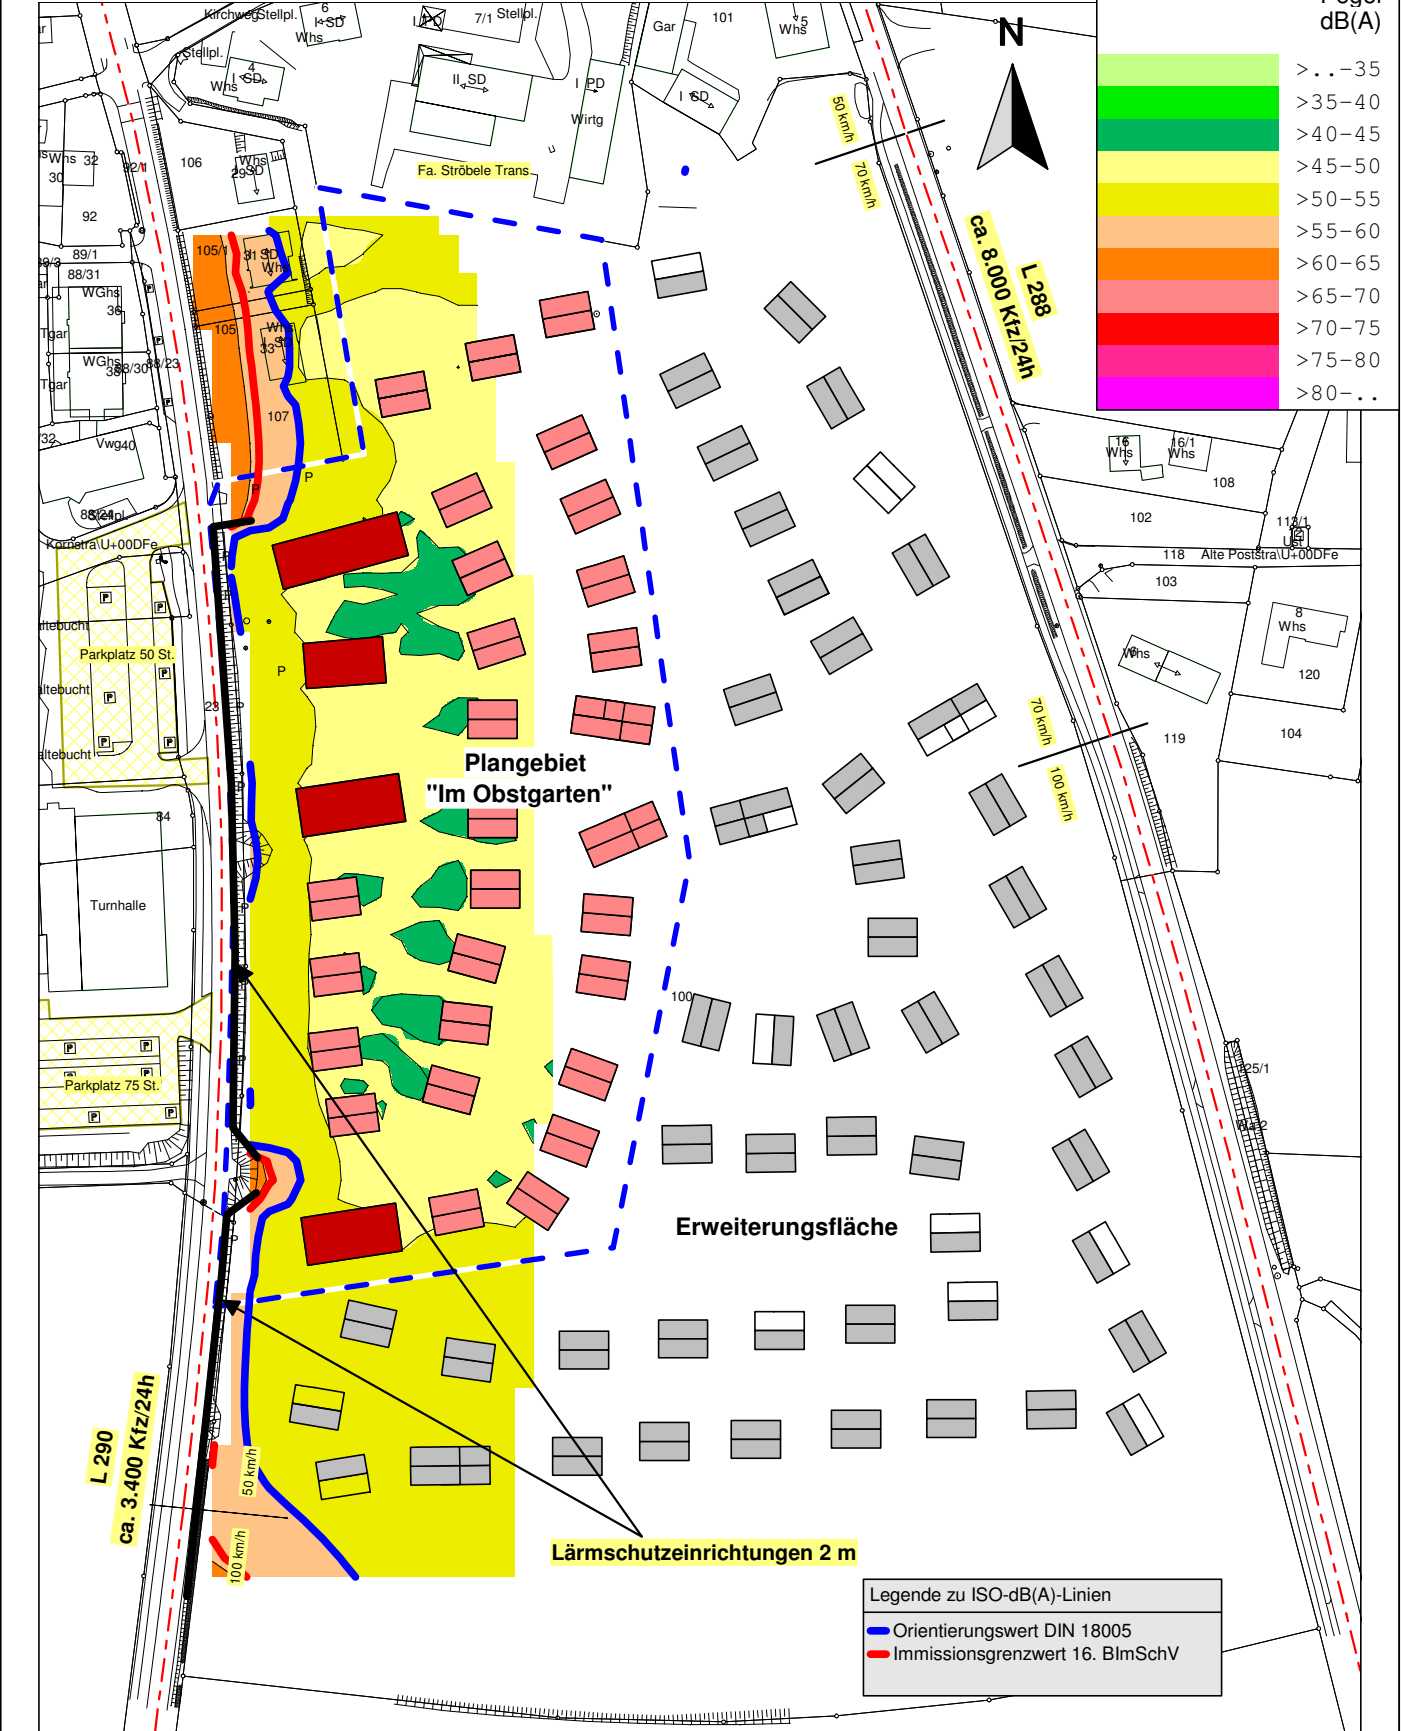 dB(A)
>..-35
>35-40
>40-45
>45-50
>50-55
>55-60
>60-65
>65-70
>70-75
>75-80
>80-..
N
Kirchweg
Stellpl.
6
SD
Whs
I PD
7/1
Stellpl.
Gar
101
5
Whs
Stellpl.
4
I SD
Whs
II SD
I PD
Wirtg
I SD
50 km/h
70 km/h
Whs
32
30
92/1
106
Whs
29
SD
Fa. Ströbele Trans.
92
89/1
88/31
105/1
31
WGhs
36
105
Whs
33
SD
Tgar
WGhs
38
88/30
88/23
Tgar
107
ca. 8.000 Kfz/24h
L 288
Vwg40
16
Whs
16/1
Whs
108
102
113/1
Ust
118
Alte Poststra\U+00DFe
103
Stellpl.
Kornstra\U+00DFe
P
P
P
Parkplatz 50 St.
P
8
Whs
120
Whs
119
104
70 km/h
100 km/h
23
Plangebiet
"Im Obstgarten"
84
Turnhalle
100
Parkplatz 75 St.
125/1
Erweiterungsfläche
L 290
ca. 3.400 Kfz/24h
50 km/h
100 km/h
Lärmschutzeinrichtungen 2 m
Legende zu ISO-dB(A)-Linien
Orientierungswert DIN 18005
Immissionsgrenzwert 16. BImSchV